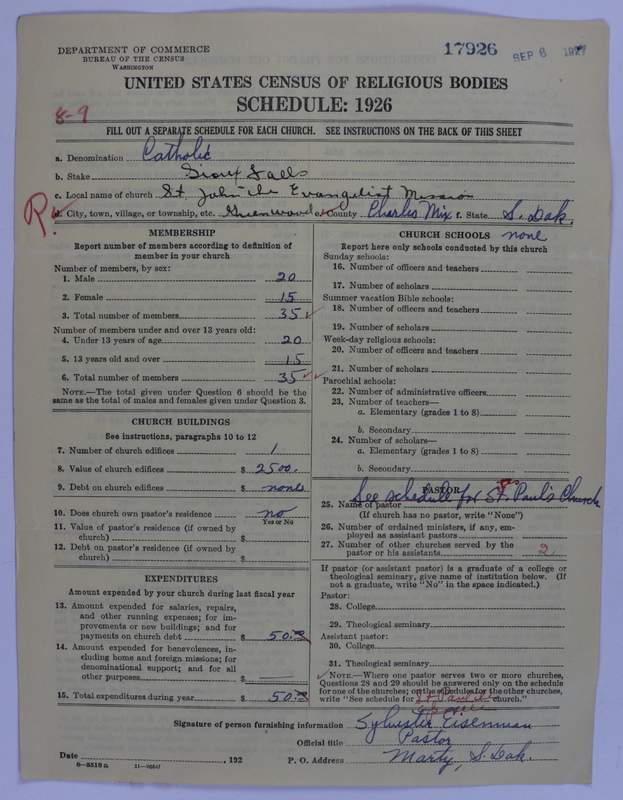 DEPARTMENT OF COMMERCE
BUREAU OF THE CENSUS
WASHINGTON
17926
SEP 6 1927
UNITED STATES CENSUS OF RELIGIOUS BODIES
SCHEDULE: 1926
8-9
FILL OUT A SEPARATE SCHEDULE FOR EACH CHURCH. SEE INSTRUCTIONS ON THE BACK OF THIS SHEET
a. Denomination Catholic
b. Stake Sioux Falls
c. Local name of church St. John the Evangelist Mission
R.
d. City, town, village, or township, etc. Greenwood e. County Charles Mix f. State S. Dak.
MEMBERSHIP
Report number of members according to definition of
member in your church
Number of members, by sex:
1. Male 20
2. Female 15
3. Total number of members 35
Number of members under and over 13 years old:
4. Under 13 years of age 20
5. 13 years old and over 15
6. Total number of members 35
NOTE.—The total given under Question 6 should be
same as the total of males and females given under Question 3.
CHURCH BUILDINGS
See instructions, paragraphs 10 to 12
7. Number of church edifices 1
8. Value of church edifices $ 2500.
9. Debt on church edifices $ none
10. Does church own pastor's residence no
Yes or No
11. Value of pastor's residence (if owned by
church) $
12. Debt on pastor's residence (if owned by
church) $
EXPENDITURES
Amount expended by your church during last fiscal year
13. Amount expended for salaries, repairs,
and other running expenses; for im-
provements or new buildings; and for
payments on church debt $ 50.
14. Amount expended for benevolences, in-
cluding home and foreign missions; for
denominational support; and for all
other purposes $ —
15. Total expenditures during year $ 50.
CHURCH SCHOOLS none
Report here only schools conducted by this church
Sunday schools:
16. Number of officers and teachers
17. Number of scholars
Summer vacation Bible schools:
18. Number of officers and teachers
19. Number of scholars
Week-day religious schools:
20. Number of officers and teachers
21. Number of scholars
Parochial schools:
22. Number of administrative officers
23. Number of teachers—
a. Elementary (grades 1 to 8)
b. Secondary
24. Number of scholars—
a. Elementary (grades 1 to 8)
b. Secondary
PASTOR
See schedule for St. Paul's Church
25. Name of pastor
(If church has no pastor, write "None")
26. Number of ordained ministers, if any, em-
ployed as assistant pastors
27. Number of other churches served by the
pastor or his assistants 2
If pastor (or assistant pastor) is a graduate of a college or
theological seminary, give name of institution below. (If
not a graduate, write "No" in the space indicated.)
Pastor:
28. College
29. Theological seminary
Assistant pastor:
30. College
31. Theological seminary
NOTE.—Where one pastor serves two or more churches,
Questions 28 and 29 should be answered only on the schedule
for one of the churches; on the schedules for the other churches,
write "See schedule for St. Paul church."
Signature of person furnishing information Sylvester Eisenman
Official title Pastor
Date , 192 P. O. Address Marty, S. Dak.
8—5518 a